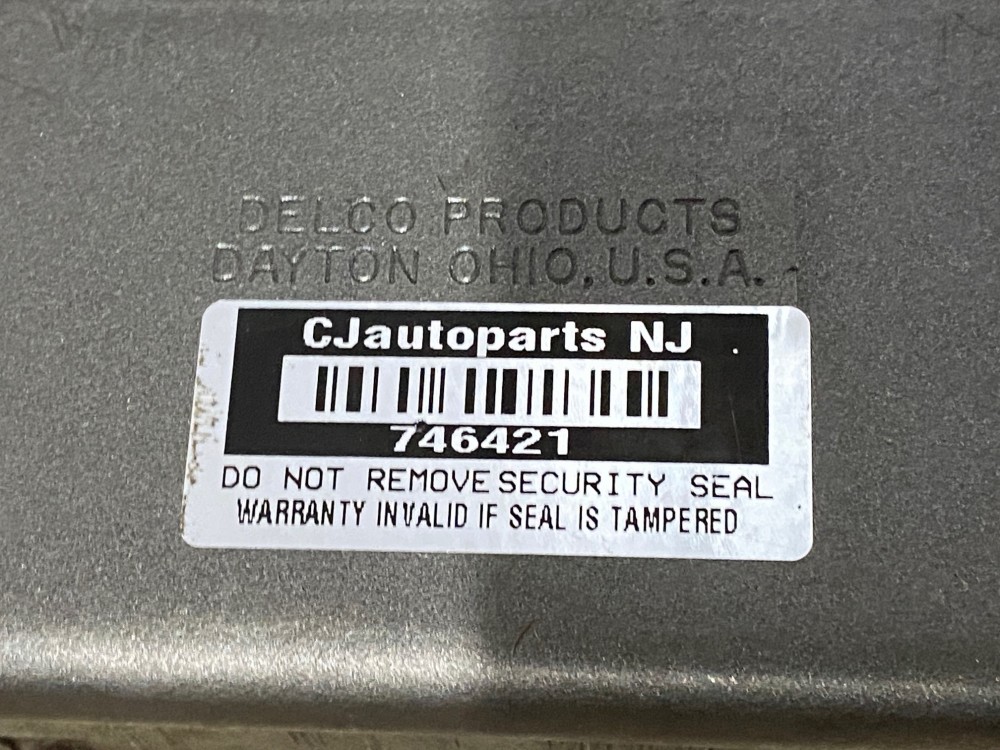 DELCO PRODUCTS
DAYTON OHIO, U.S.A.
CJautoparts NJ
746421
DO NOT REMOVE SECURITY SEAL
WARRANTY INVALID IF SEAL IS TAMPERED